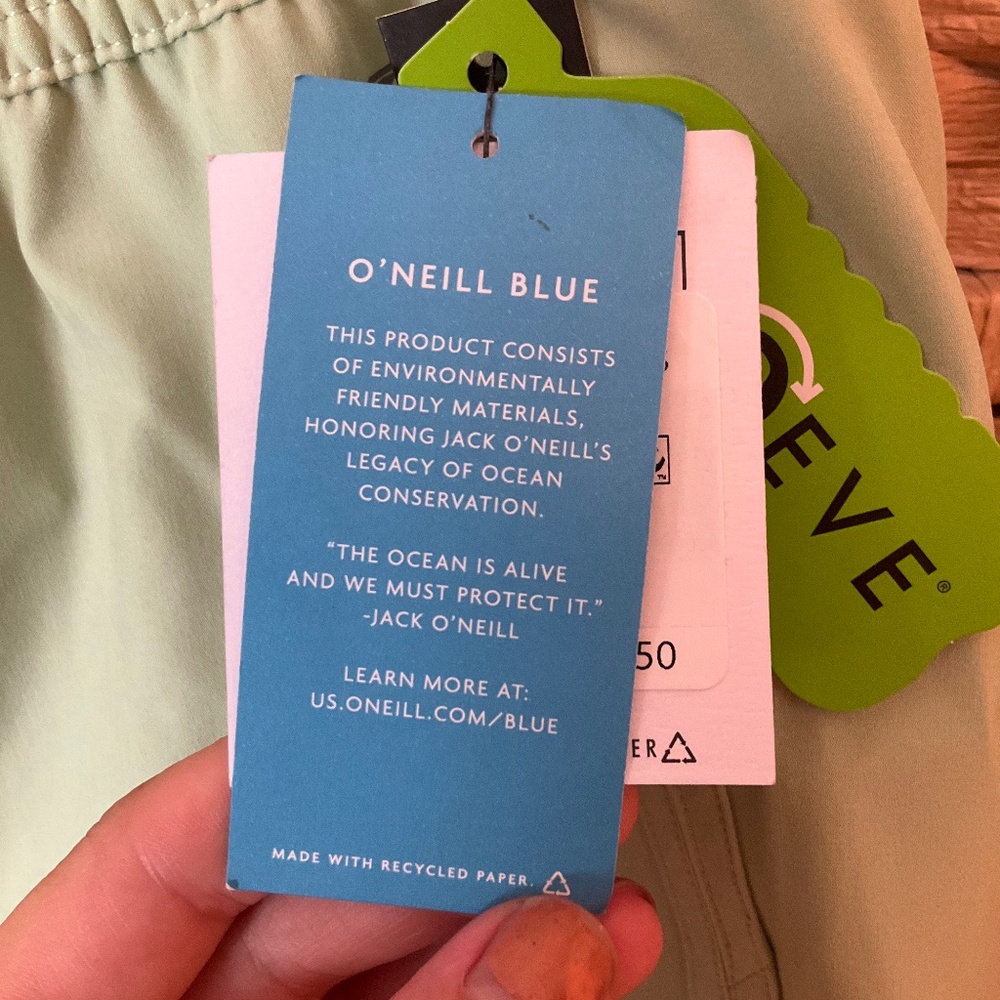 O'NEILL BLUE
THIS PRODUCT CONSISTS
OF ENVIRONMENTALLY
FRIENDLY MATERIALS,
HONORING JACK O'NEILL'S
LEGACY OF OCEAN
CONSERVATION.
"THE OCEAN IS ALIVE
AND WE MUST PROTECT IT."
-JACK O'NEILL
LEARN MORE AT:
US.ONEILL.COM/BLUE
MADE WITH RECYCLED PAPER.
50
ER
EVE®